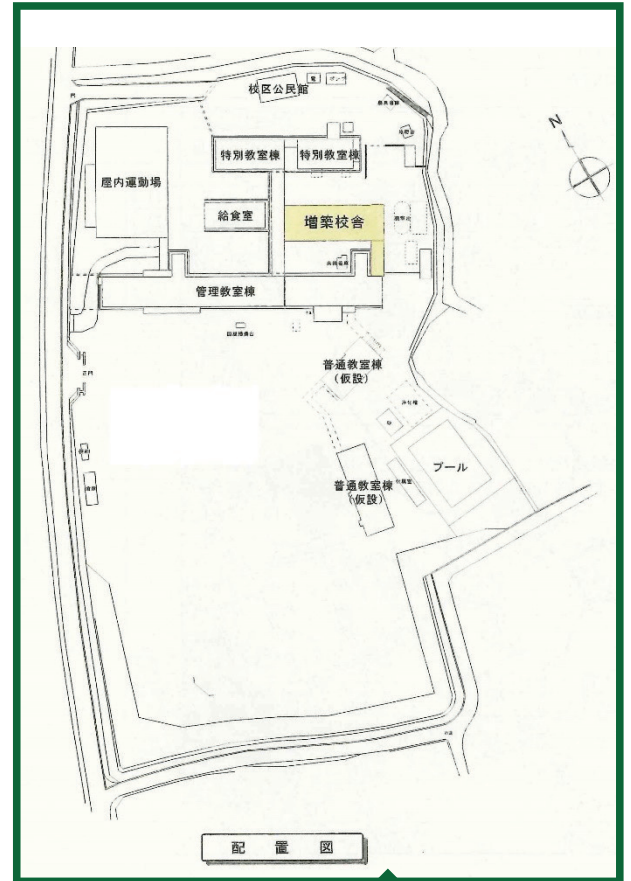 校区公民館
N
特別教室棟
特別教室棟
屋内運動場
給食室
増築校舎
管理教室棟
普通教室棟
(仮設)
正門
プール
普通教室棟
(仮設)
配置図